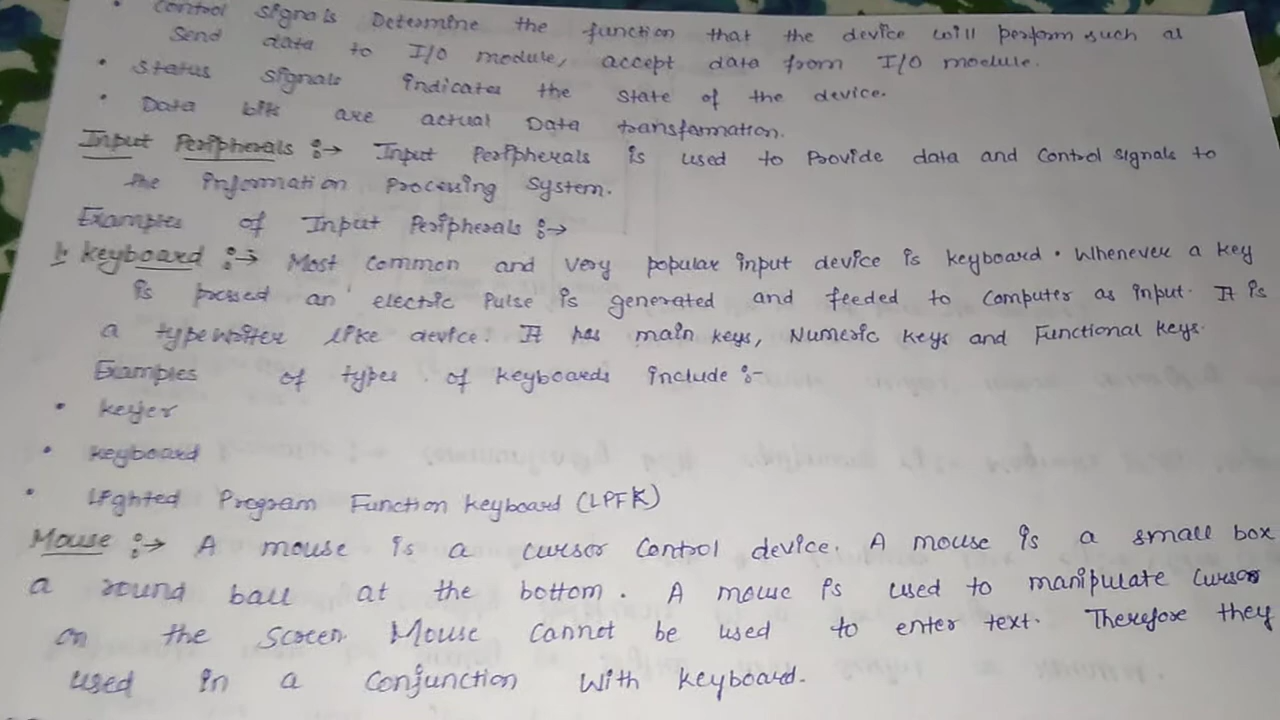 • Control signals Determine the function that the device will perform such as
Send data to I/O module, accept data from I/O module.
• Status signals indicates the state of the device.
• Data bits are actual Data transformation.
Input Peripherals :→ Input Peripherals is used to Provide data and Control signals to
the information Processing System.
Examples of Input Peripherals :→
1. Keyboard :→ Most Common and very popular input device is keyboard. Whenever a key
is pressed an electric Pulse is generated and feeded to Computer as input. It is
a typewriter like device. It has main keys, Numeric keys and Functional keys.
Examples of types of keyboards include :-
• keyer
• keyboard
• Lighted Program Function keyboard (LPFK)
Mouse :→ A mouse is a cursor Control device. A mouse is a small box
a round ball at the bottom. A mouse is used to manipulate cursor
on the screen. Mouse Cannot be used to enter text. Therefore they
used in a Conjunction With keyboard.